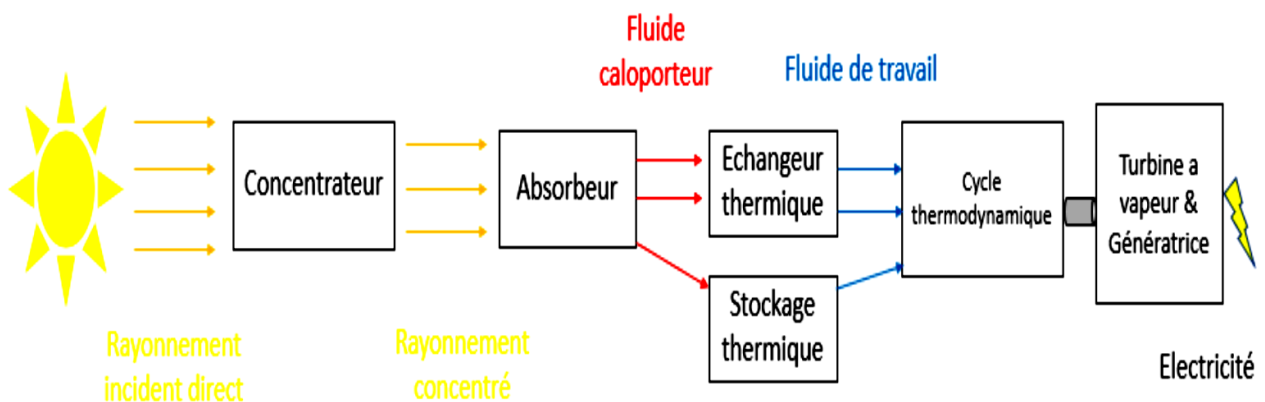 Fluide
caloporteur
Fluide de travail
Concentrateur
Absorbeur
Echangeur
thermique
Cycle
thermodynamique
Turbine a
vapeur &
Génératrice
Stockage
thermique
Rayonnement
incident direct
Rayonnement
concentré
Electricité